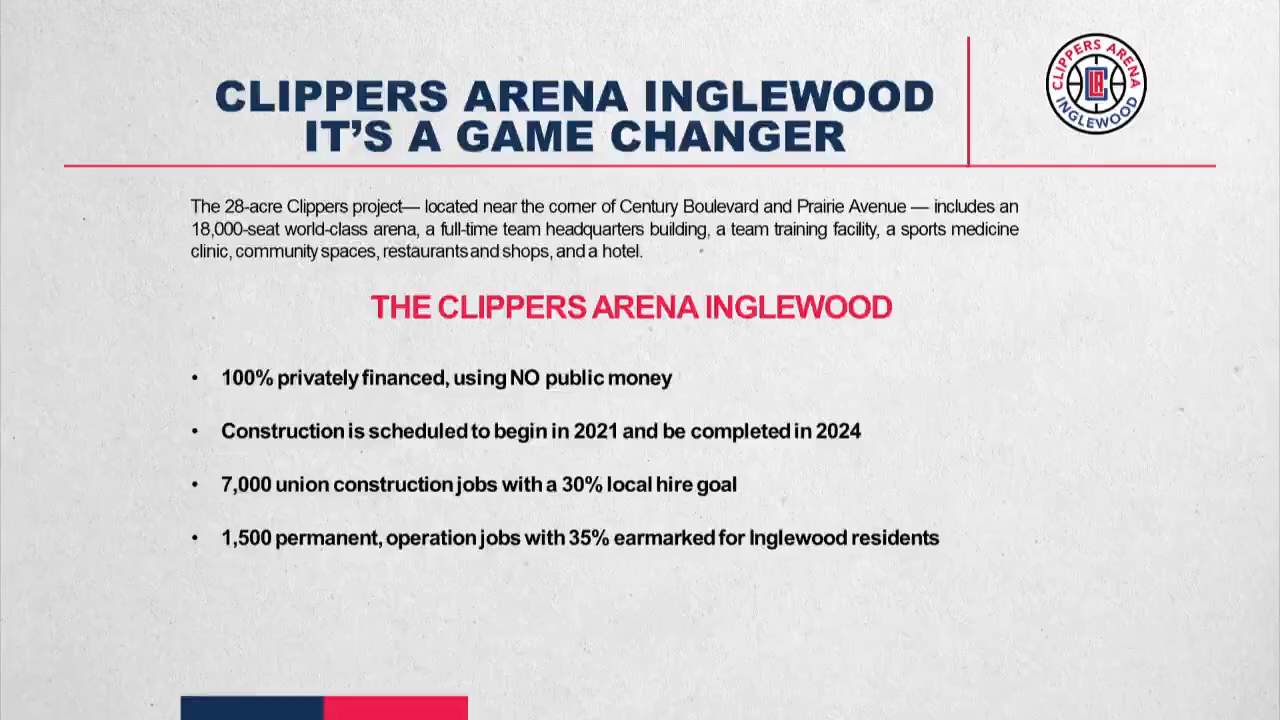 CLIPPERS ARENA INGLEWOOD
IT'S A GAME CHANGER
CLIPPERS ARENA
LA
INGLEWOOD
The 28-acre Clippers project— located near the corner of Century Boulevard and Prairie Avenue — includes an
18,000-seat world-class arena, a full-time team headquarters building, a team training facility, a sports medicine
clinic, community spaces, restaurants and shops, and a hotel.
THE CLIPPERS ARENA INGLEWOOD
• 100% privately financed, using NO public money
• Construction is scheduled to begin in 2021 and be completed in 2024
• 7,000 union construction jobs with a 30% local hire goal
• 1,500 permanent, operation jobs with 35% earmarked for Inglewood residents